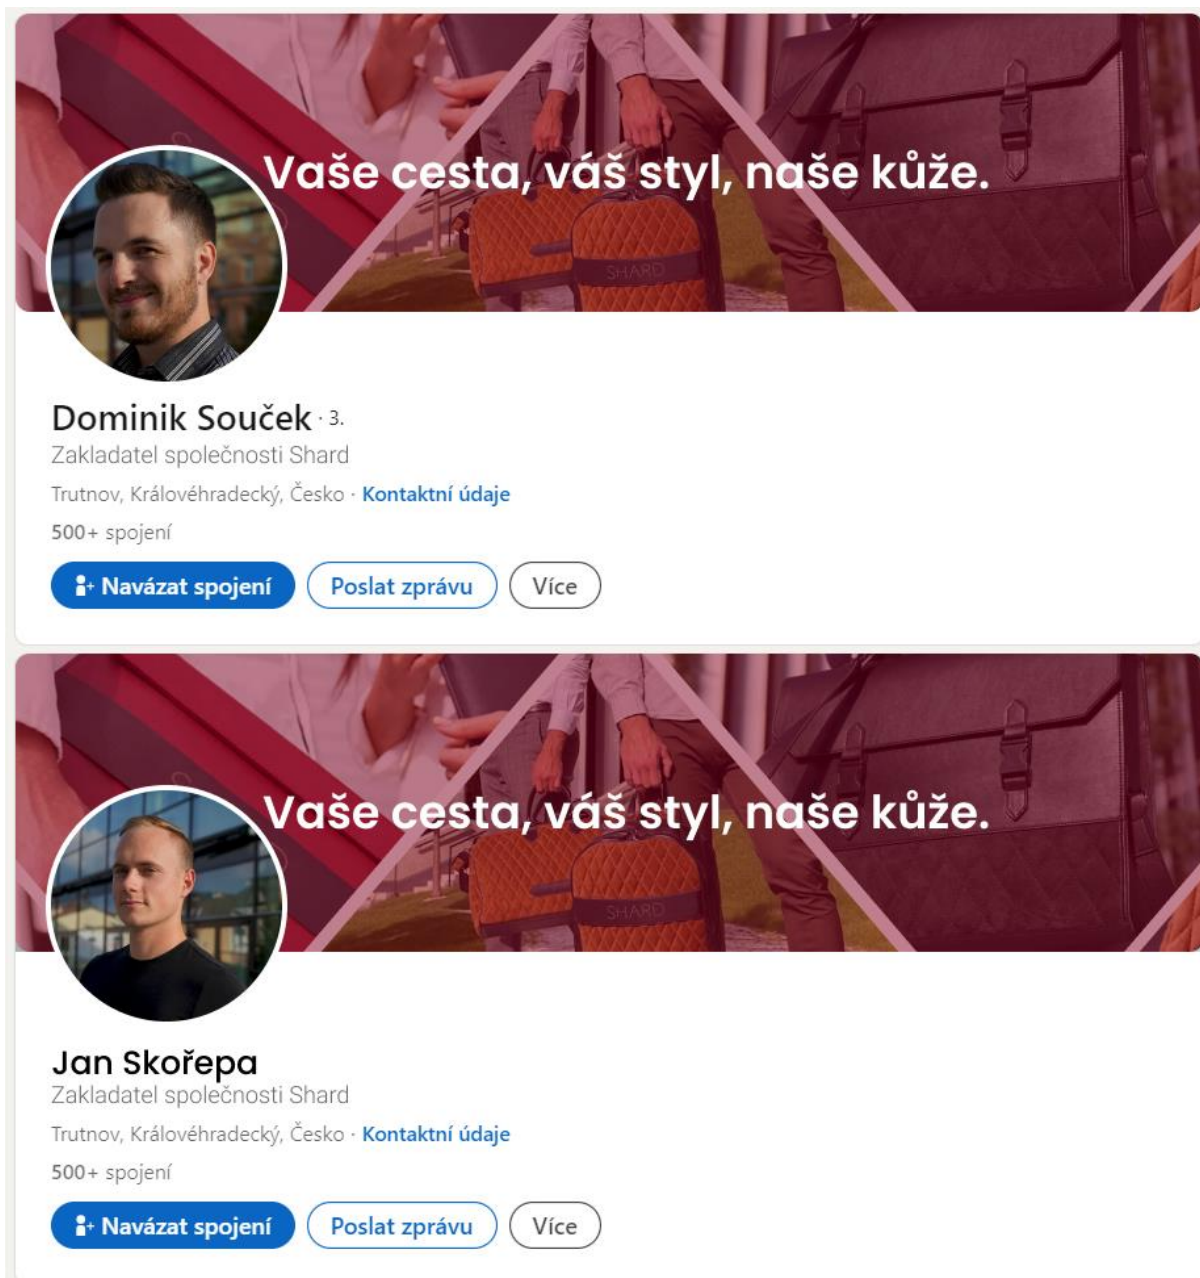 Vaše cesta, váš styl, naše kůže.
SHARD
Dominik Souček · 3.
Zakladatel společnosti Shard
Trutnov, Královéhradecký, Česko · Kontaktní údaje
500+ spojení
Navázat spojení Poslat zprávu Více
Vaše cesta, váš styl, naše kůže.
SHARD
Jan Skořepa
Zakladatel společnosti Shard
Trutnov, Královéhradecký, Česko · Kontaktní údaje
500+ spojení
Navázat spojení Poslat zprávu Více